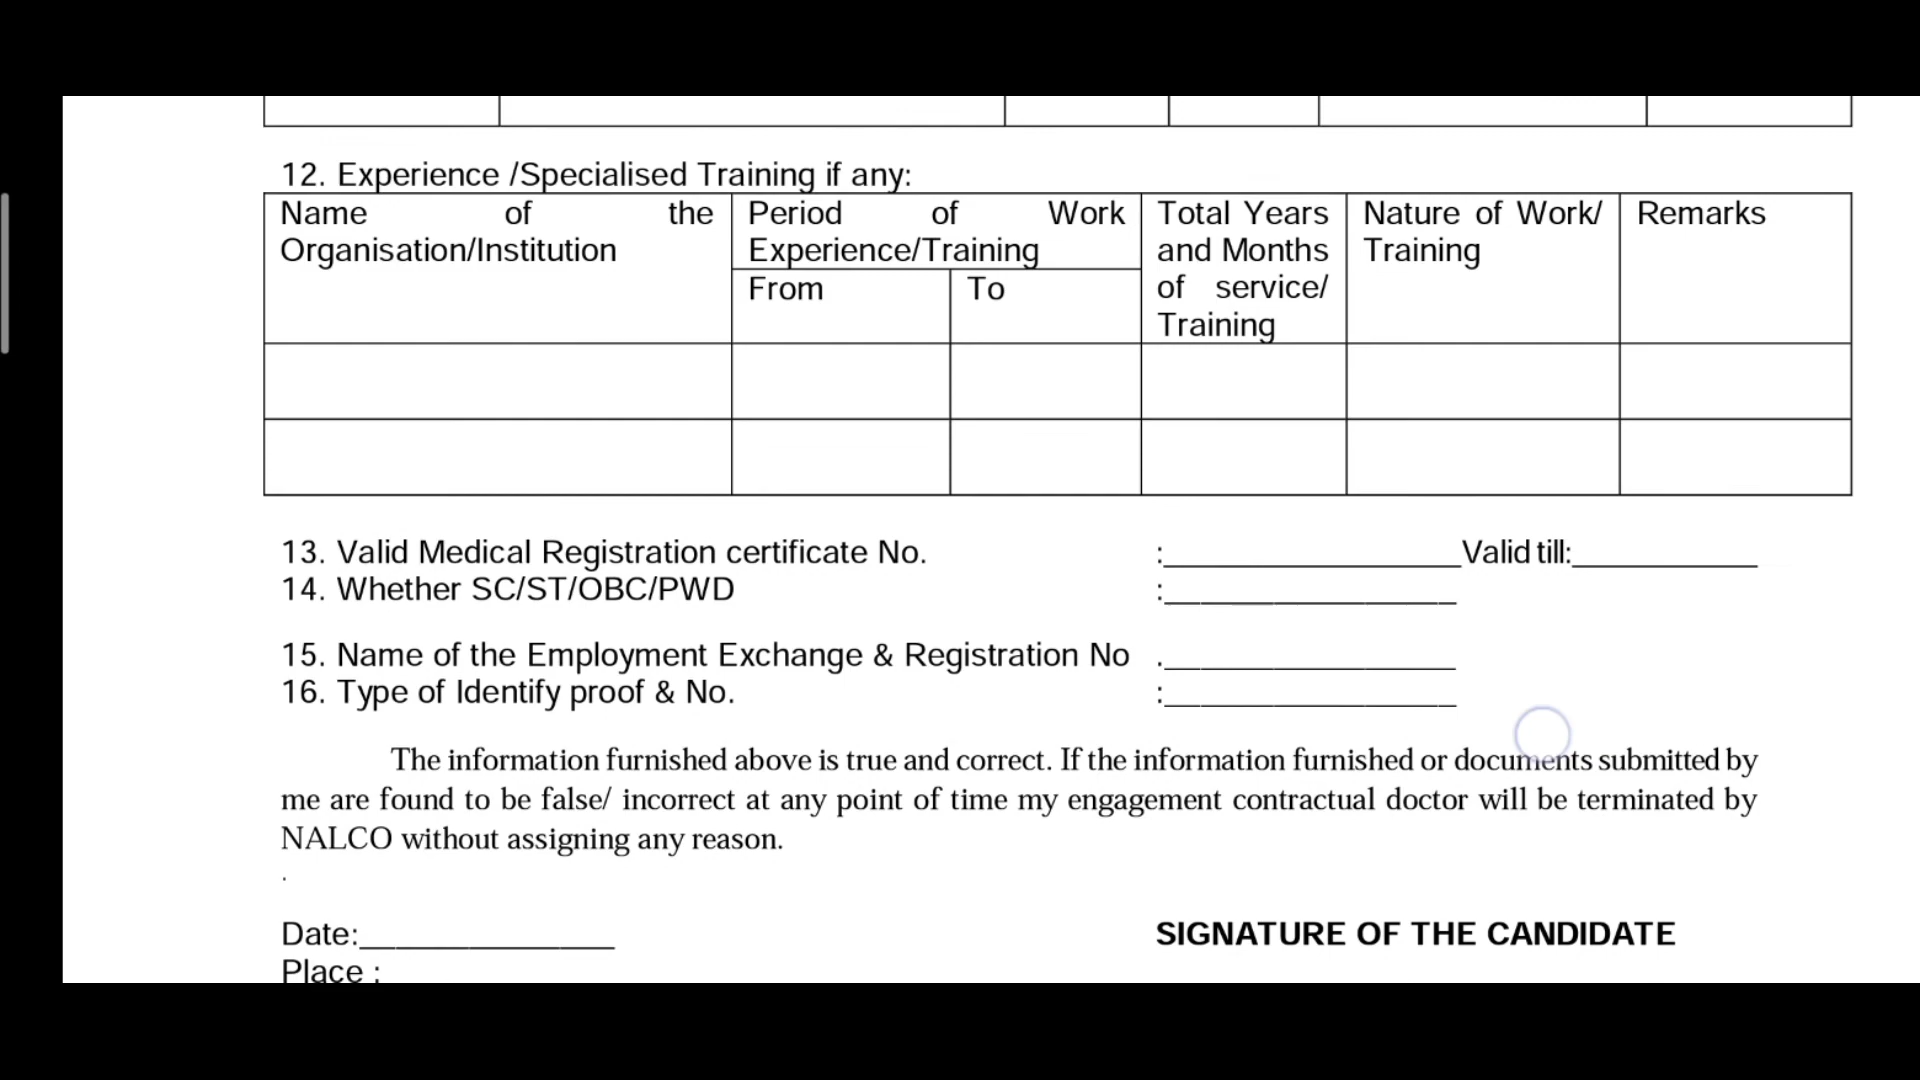 12. Experience /Specialised Training if any:
Name of the Organisation/Institution
Period of Work Experience/Training
From
To
Total Years and Months of service/ Training
Nature of Work/ Training
Remarks
13. Valid Medical Registration certificate No. :________________Valid till:__________
14. Whether SC/ST/OBC/PWD :________________
15. Name of the Employment Exchange & Registration No .________________
16. Type of Identify proof & No. :________________
The information furnished above is true and correct. If the information furnished or documents submitted by
me are found to be false/ incorrect at any point of time my engagement contractual doctor will be terminated by
NALCO without assigning any reason.
.
Date:______________ SIGNATURE OF THE CANDIDATE
Place :